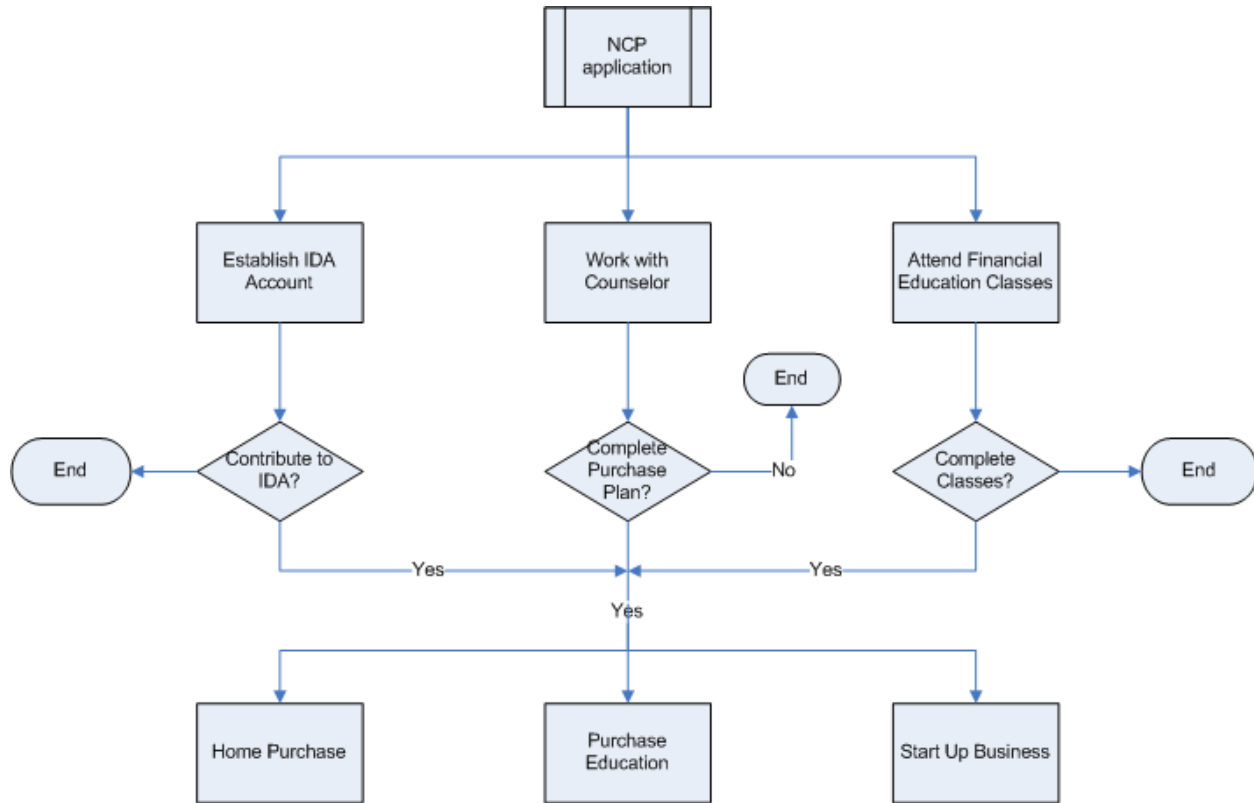 NCP
application
Establish IDA
Account
Work with
Counselor
Attend Financial
Education Classes
End
End
Contribute to
IDA?
Complete
Purchase
Plan?
No
Complete
Classes?
End
Yes
Yes
Yes
Home Purchase
Purchase
Education
Start Up Business